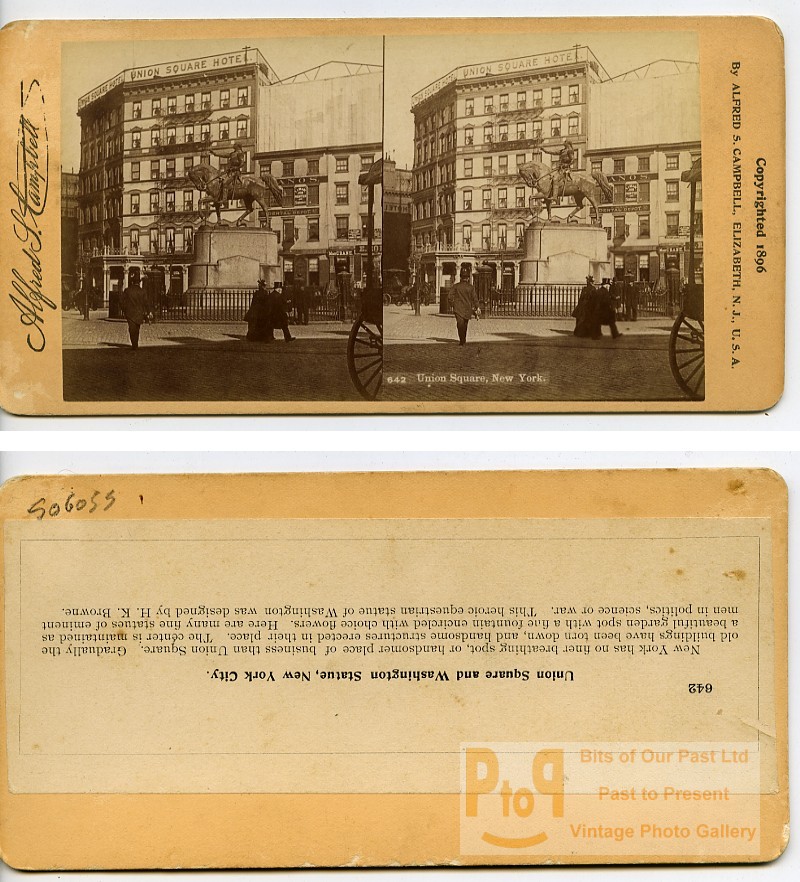 Alfred S. Campbell
UNION SQUARE HOTEL
UNION SQUARE HOTEL
UNION SQUARE HOTEL
642 Union Square, New York.
By ALFRED S. CAMPBELL, ELIZABETH, N. J., U. S. A.
Copyrighted 1896
506055
642
Union Square and Washington Statue, New York City.
New York has no finer breathing spot, or handsomer place of business than Union Square. Gradually the
old buildings have been torn down, and handsome structures erected in their place. The center is maintained as
a beautiful garden spot with a fine fountain encircled with choice flowers. Here are many fine statues of eminent
men in politics, science or war. This heroic equestrian statue of Washington was designed by H. K. Browne.
PtoP
Bits of Our Past Ltd
Past to Present
Vintage Photo Gallery